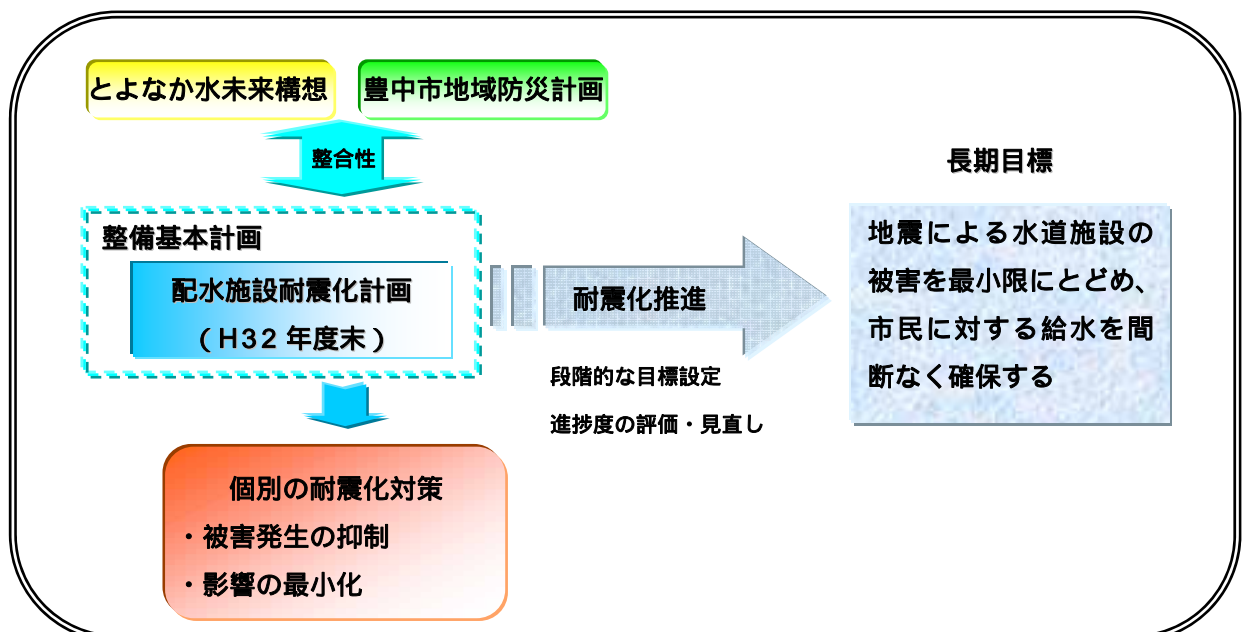 とよなか水未来構想
豊中市地域防災計画
整合性
整備基本計画
配水施設耐震化計画
(H32年度末)
耐震化推進
段階的な目標設定
進捗度の評価・見直し
長期目標
地震による水道施設の
被害を最小限にとどめ、
市民に対する給水を間
断なく確保する
個別の耐震化対策
・被害発生の抑制
・影響の最小化